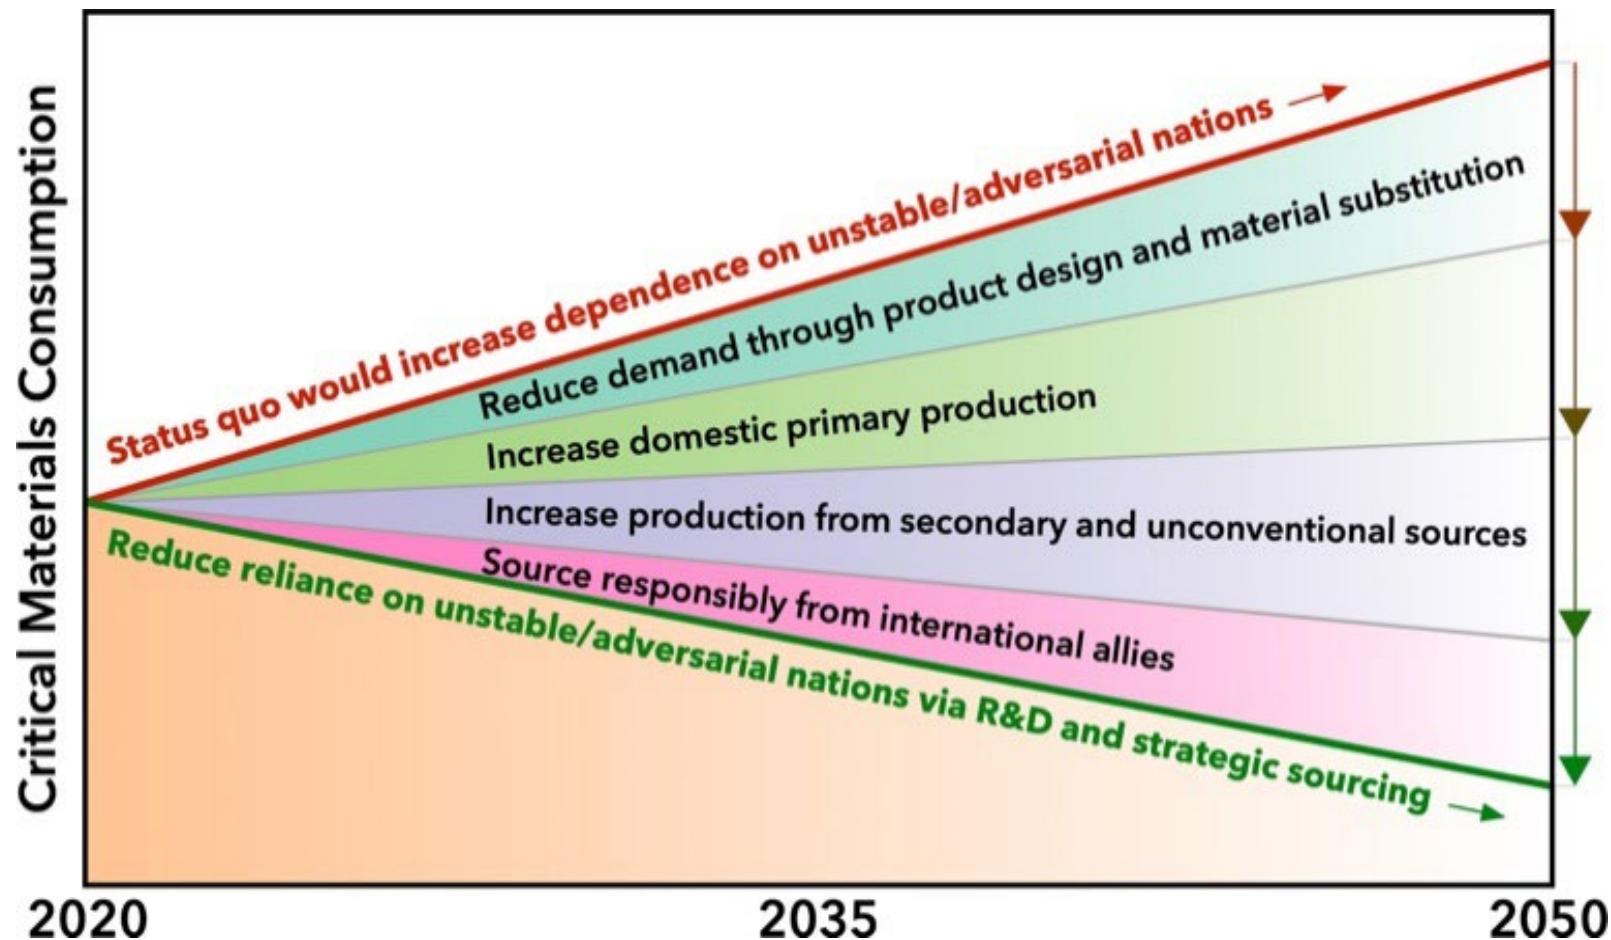 Critical Materials Consumption
Status quo would increase dependence on unstable/adversarial nations
Reduce demand through product design and material substitution
Increase domestic primary production
Increase production from secondary and unconventional sources
Source responsibly from international allies
Reduce reliance on unstable/adversarial nations via R&D and strategic sourcing
2020 2035 2050